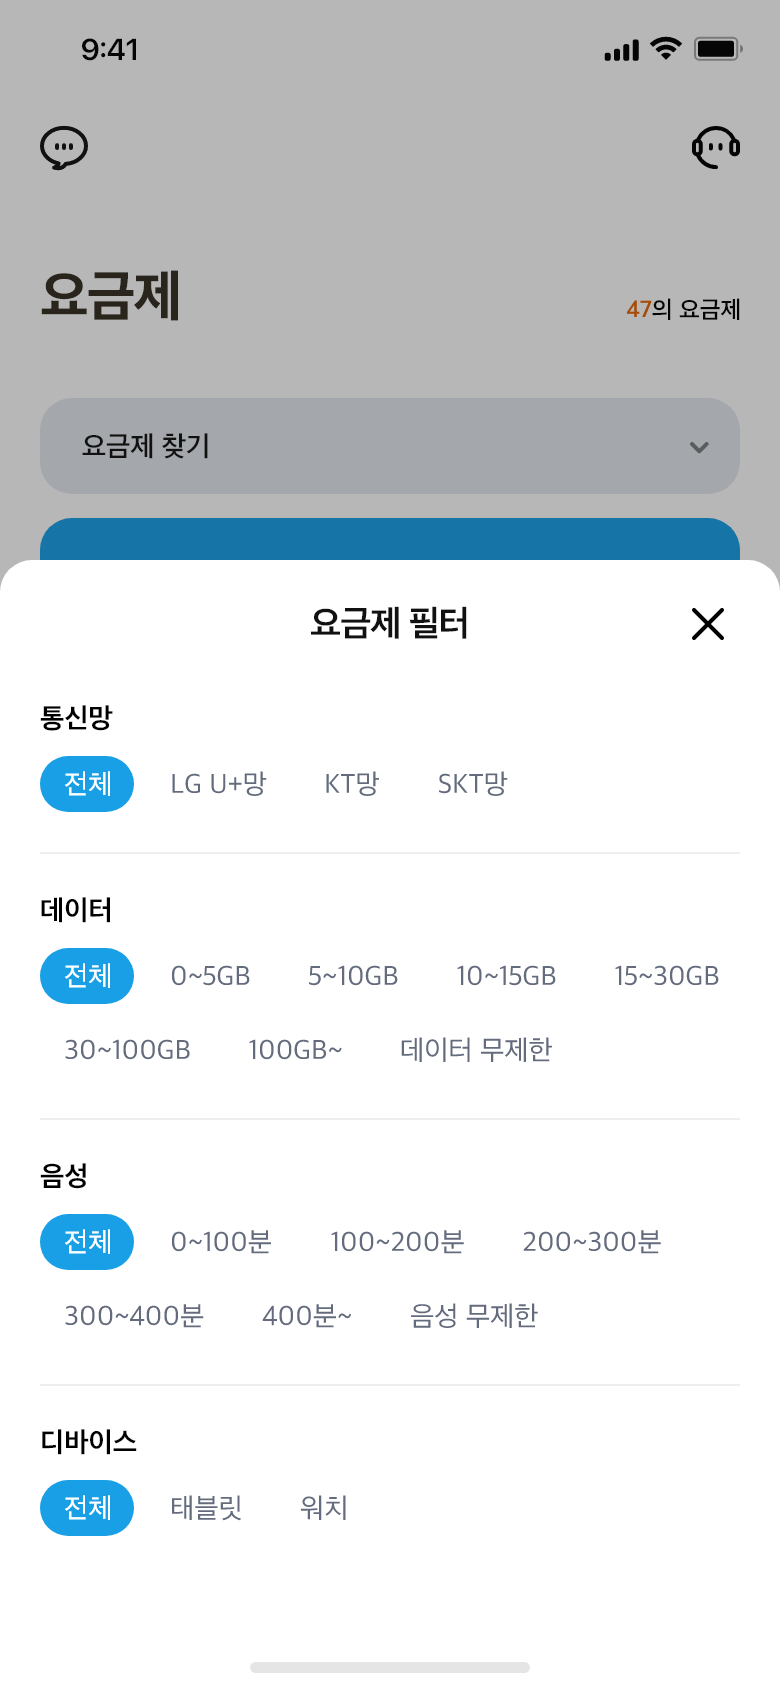 9:41
요금제
47의 요금제
요금제 찾기
요금제 필터
통신망
전체 LG U+망 KT망 SKT망
데이터
전체 0~5GB 5~10GB 10~15GB 15~30GB
30~100GB 100GB~ 데이터 무제한
음성
전체 0~100분 100~200분 200~300분
300~400분 400분~ 음성 무제한
디바이스
전체 태블릿 워치